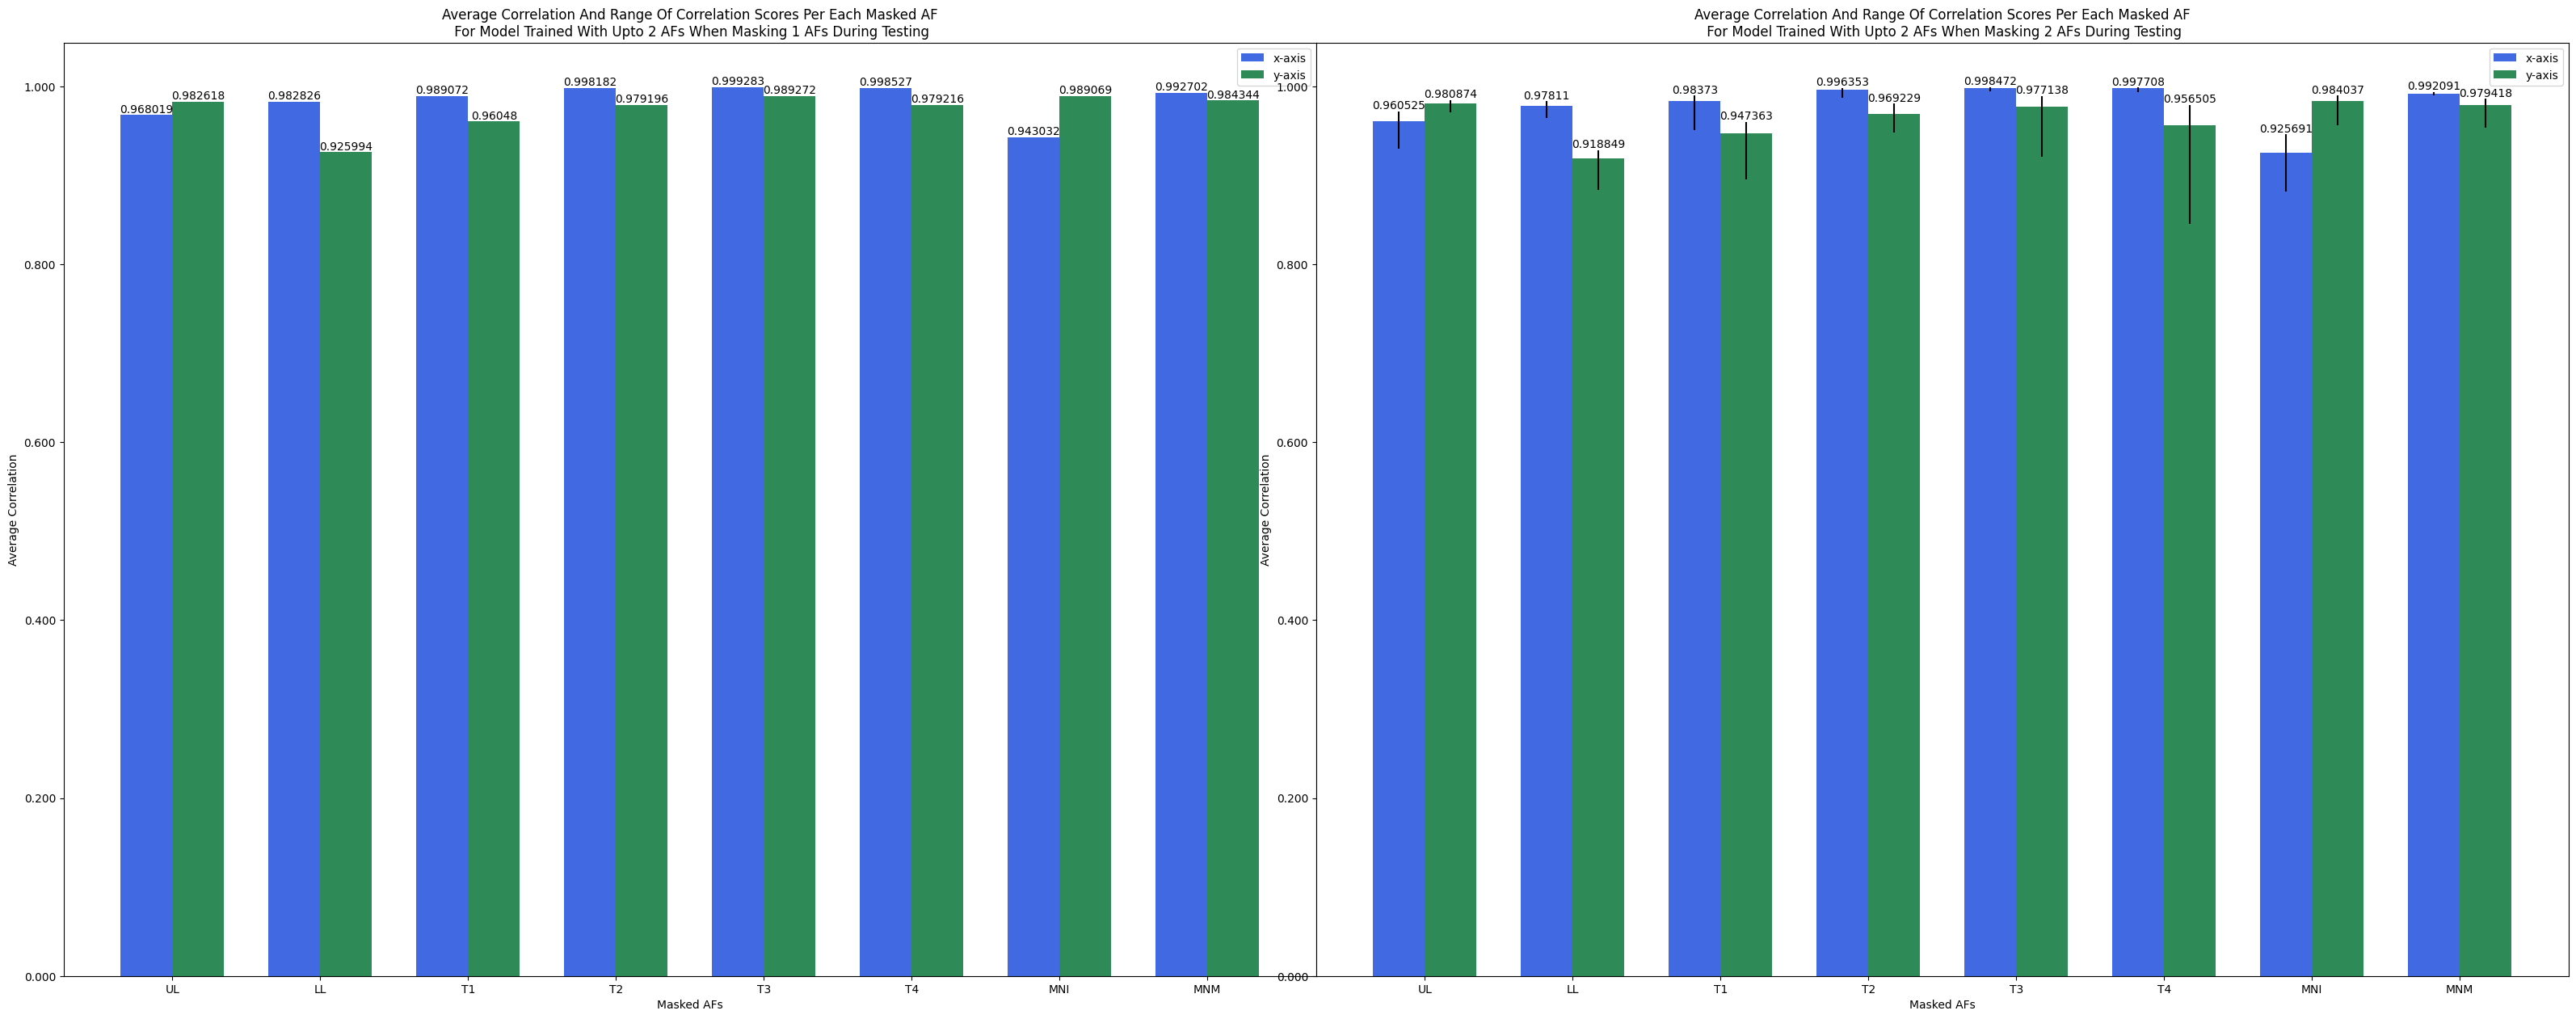 Average Correlation And Range Of Correlation Scores Per Each Masked AF
For Model Trained With Upto 2 AFs When Masking 1 AFs During Testing
x-axis
y-axis
1.000
0.800
0.600
0.400
0.200
0.000
Average Correlation
0.968019
0.982618
0.982826
0.925994
0.989072
0.96048
0.998182
0.979196
0.999283
0.989272
0.998527
0.979216
0.943032
0.989069
0.992702
0.984344
UL
LL
T1
T2
T3
T4
MNI
MNM
Masked AFs
Average Correlation And Range Of Correlation Scores Per Each Masked AF
For Model Trained With Upto 2 AFs When Masking 2 AFs During Testing
x-axis
y-axis
1.000
0.800
0.600
0.400
0.200
0.000
Average Correlation
0.960525
0.980874
0.97811
0.918849
0.98373
0.947363
0.996353
0.969229
0.998472
0.977138
0.997708
0.956505
0.925691
0.984037
0.992091
0.979418
UL
LL
T1
T2
T3
T4
MNI
MNM
Masked AFs